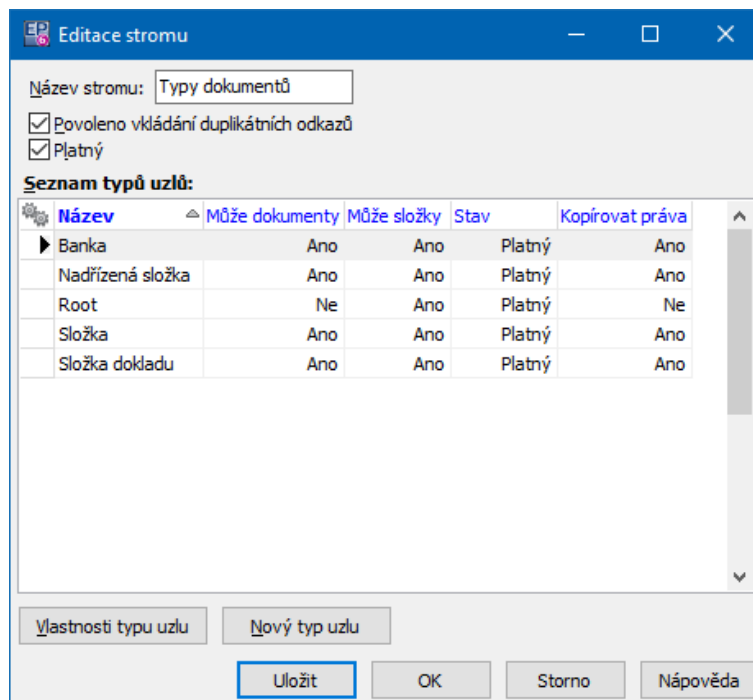 EP 6 Editace stromu
Název stromu: Typy dokumentů
Povoleno vkládání duplikátních odkazů
Platný
Seznam typů uzlů:
Název Může dokumenty Může složky Stav Kopírovat práva
Banka Ano Ano Platný Ano
Nadřízená složka Ano Ano Platný Ano
Root Ne Ano Platný Ne
Složka Ano Ano Platný Ano
Složka dokladu Ano Ano Platný Ano
Vlastnosti typu uzlu Nový typ uzlu
Uložit OK Storno Nápověda